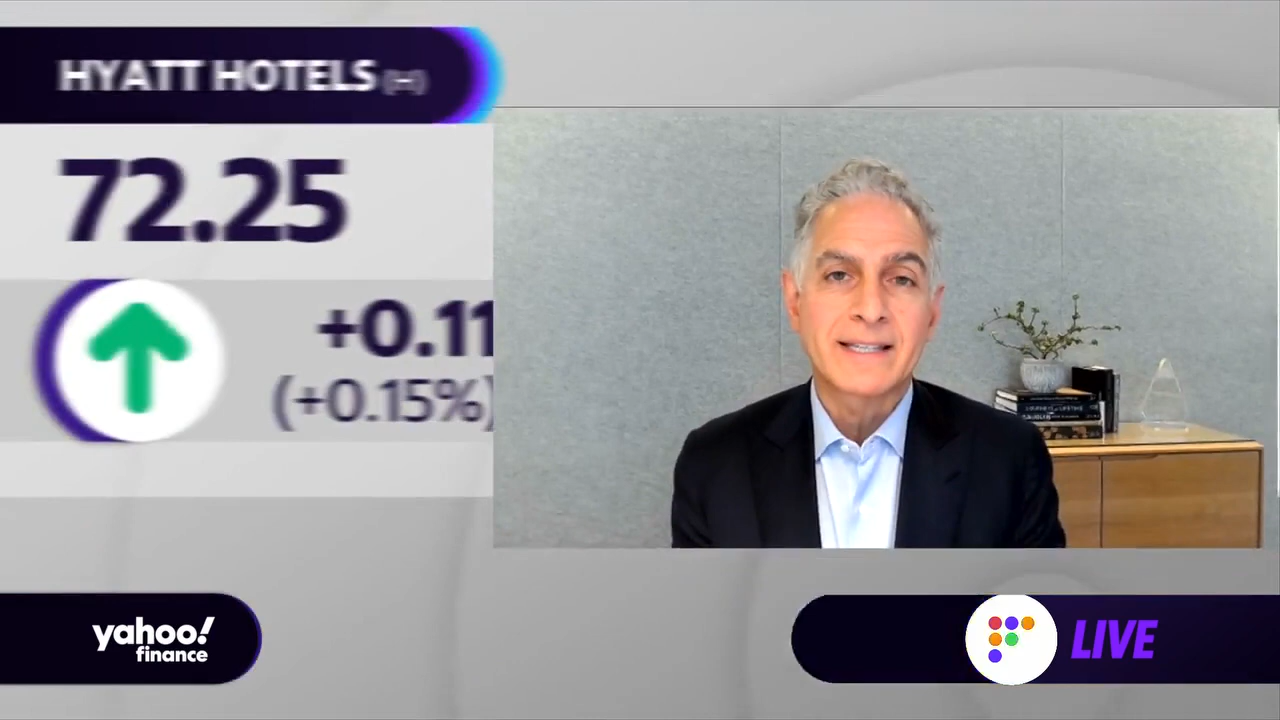 HYATT HOTELS (H)
72.25
+0.11
(+0.15%)
yahoo!
finance
LIVE